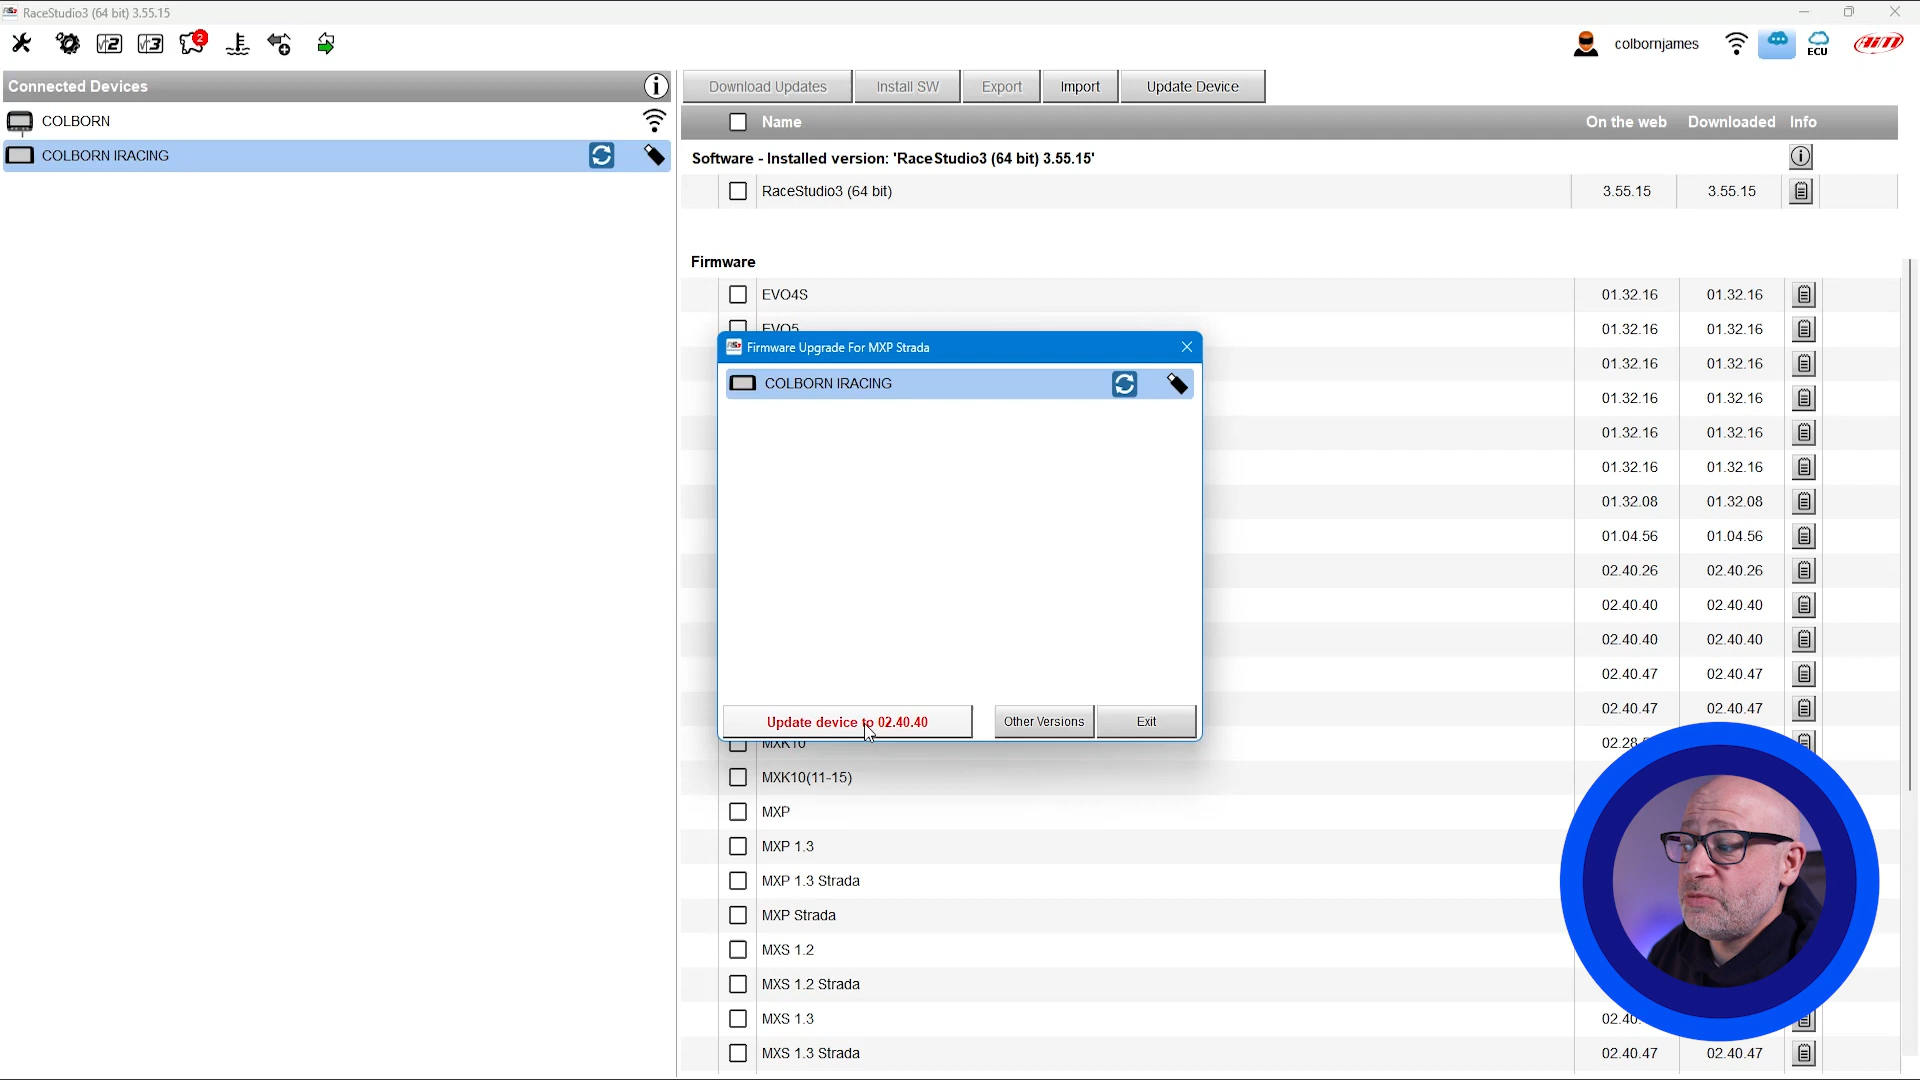 RaceStudio3 (64 bit) 3.55.15
2
colbornjames
ECU
AiM
Connected Devices
Download Updates
Install SW
Export
Import
Update Device
COLBORN
Name
On the web
Downloaded
Info
COLBORN IRACING
Software - Installed version: 'RaceStudio3 (64 bit) 3.55.15'
RaceStudio3 (64 bit)
3.55.15
3.55.15
Firmware
EVO4S
01.32.16
01.32.16
EVO5
01.32.16
01.32.16
Firmware Upgrade For MXP Strada
01.32.16
01.32.16
COLBORN IRACING
01.32.16
01.32.16
01.32.16
01.32.16
01.32.16
01.32.16
01.32.08
01.32.08
01.04.56
01.04.56
02.40.26
02.40.26
02.40.40
02.40.40
02.40.40
02.40.40
02.40.47
02.40.47
02.40.47
02.40.47
Update device to 02.40.40
Other Versions
Exit
MXK10
02.28
MXK10(11-15)
MXP
MXP 1.3
MXP 1.3 Strada
MXP Strada
MXS 1.2
MXS 1.2 Strada
MXS 1.3
02.40
MXS 1.3 Strada
02.40.47
02.40.47